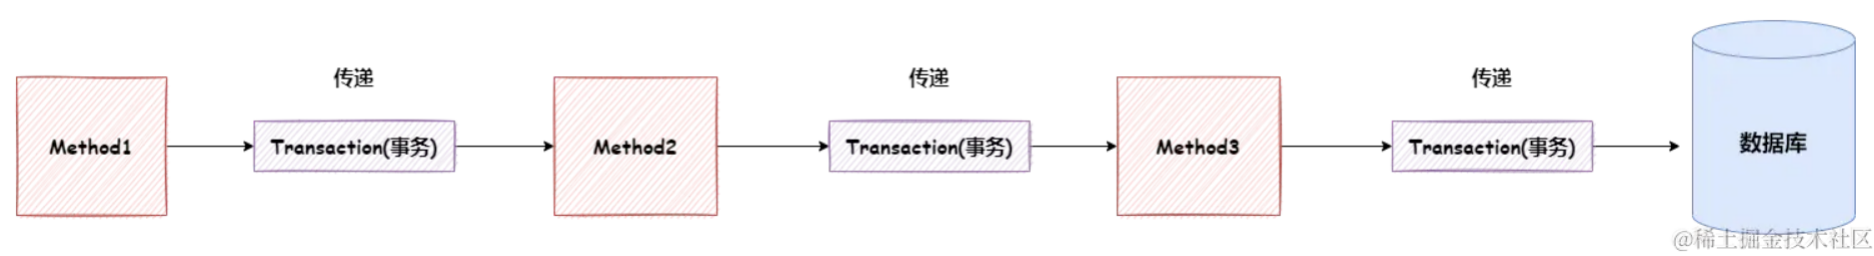 传递
传递
传递
Method1
Transaction(事务)
Method2
Transaction(事务)
Method3
Transaction(事务)
数据库
@稀土掘金技术社区